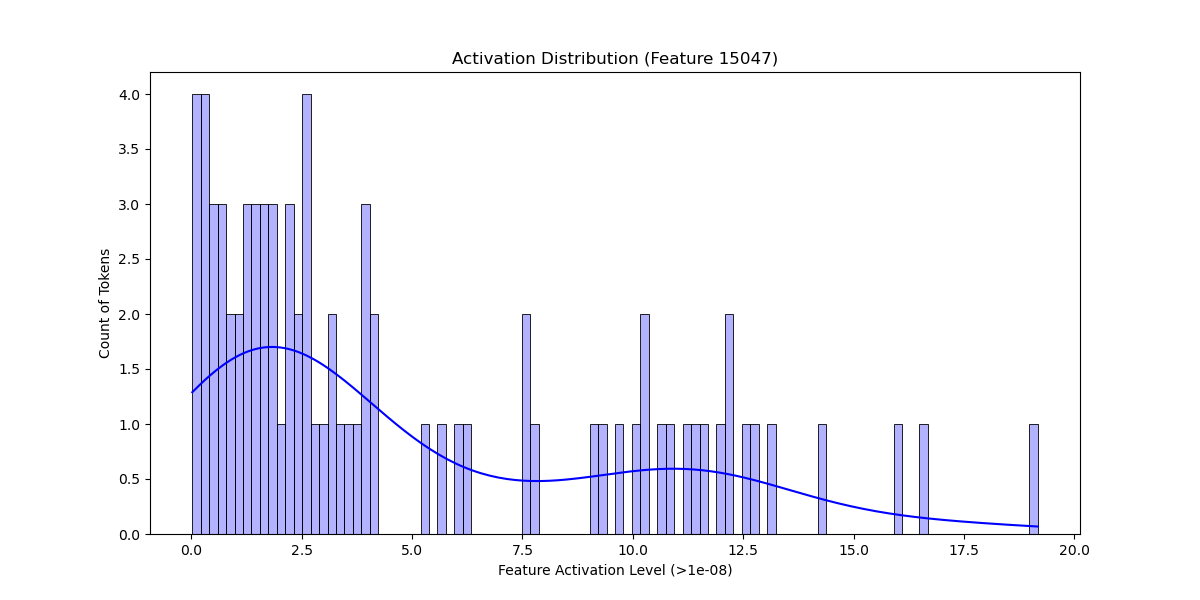 Activation Distribution (Feature 15047)
4.0
3.5
3.0
2.5
2.0
1.5
1.0
0.5
0.0
Count of Tokens
0.0 2.5 5.0 7.5 10.0 12.5 15.0 17.5 20.0
Feature Activation Level (>1e-08)